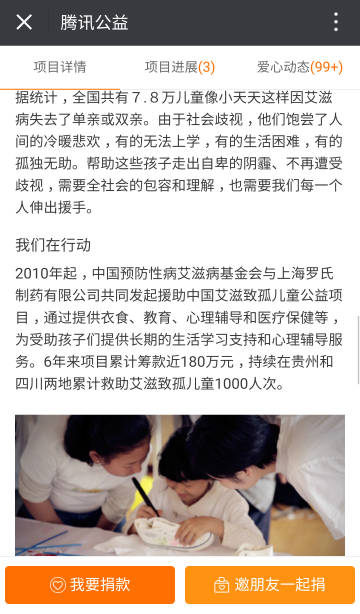 腾讯公益
项目详情 项目进展(3) 爱心动态(99+)
据统计，全国共有７.８万儿童像小天天这样因艾滋
病失去了单亲或双亲。由于社会歧视，他们饱尝了人
间的冷暖悲欢，有的无法上学，有的生活困难，有的
孤独无助。帮助这些孩子走出自卑的阴霾、不再遭受
歧视，需要全社会的包容和理解，也需要我们每一个
人伸出援手。
我们在行动
2010年起，中国预防性病艾滋病基金会与上海罗氏
制药有限公司共同发起援助中国艾滋致孤儿童公益项
目，通过提供衣食、教育、心理辅导和医疗保健等，
为受助孩子们提供长期的生活学习支持和心理辅导服
务。6年来项目累计筹款近180万元，持续在贵州和
四川两地累计救助艾滋致孤儿童1000人次。
我要捐款 邀朋友一起捐